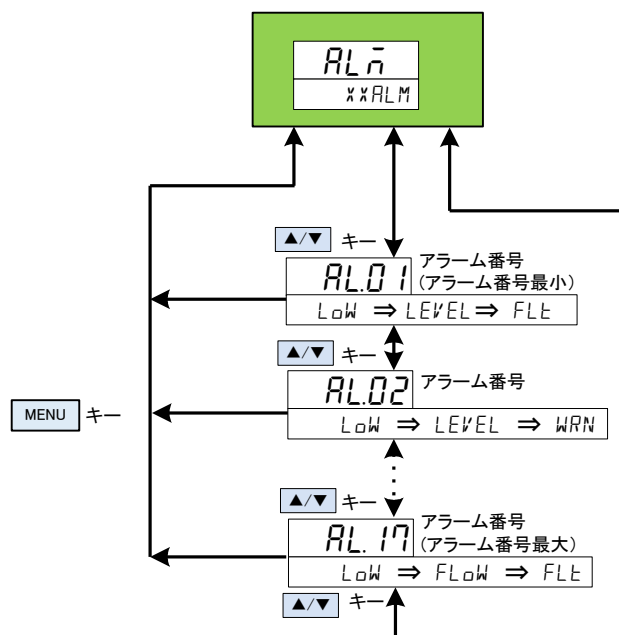 ALM
XXALM
▲/▼ キー
アラーム番号
AL.01 (アラーム番号最小)
LoW ⇒ LEVEL ⇒ FLt
▲/▼ キー
AL.02 アラーム番号
MENU キー
LoW ⇒ LEVEL ⇒ WRN
▲/▼ キー
アラーム番号
AL.17 (アラーム番号最大)
LoW ⇒ FLoW ⇒ FLt
▲/▼ キー